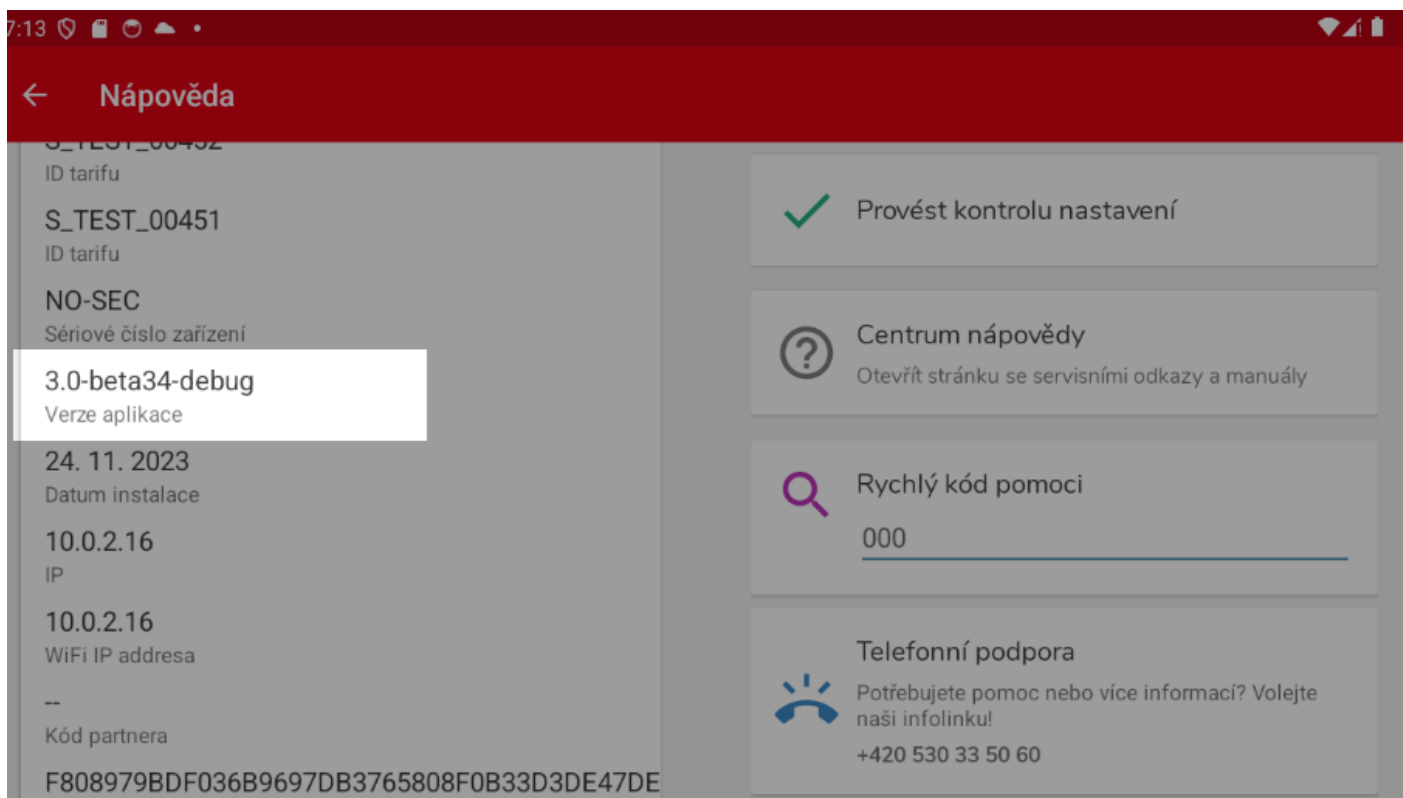 7:13
Nápověda
S_TEST_00452
ID tarifu
S_TEST_00451
ID tarifu
NO-SEC
Sériové číslo zařízení
3.0-beta34-debug
Verze aplikace
24. 11. 2023
Datum instalace
10.0.2.16
IP
10.0.2.16
WiFi IP addresa
--
Kód partnera
F808979BDF036B9697DB3765808F0B33D3DE47DE
Provést kontrolu nastavení
Centrum nápovědy
Otevřít stránku se servisními odkazy a manuály
Rychlý kód pomoci
000
Telefonní podpora
Potřebujete pomoc nebo více informací? Volejte
naši infolinku!
+420 530 33 50 60